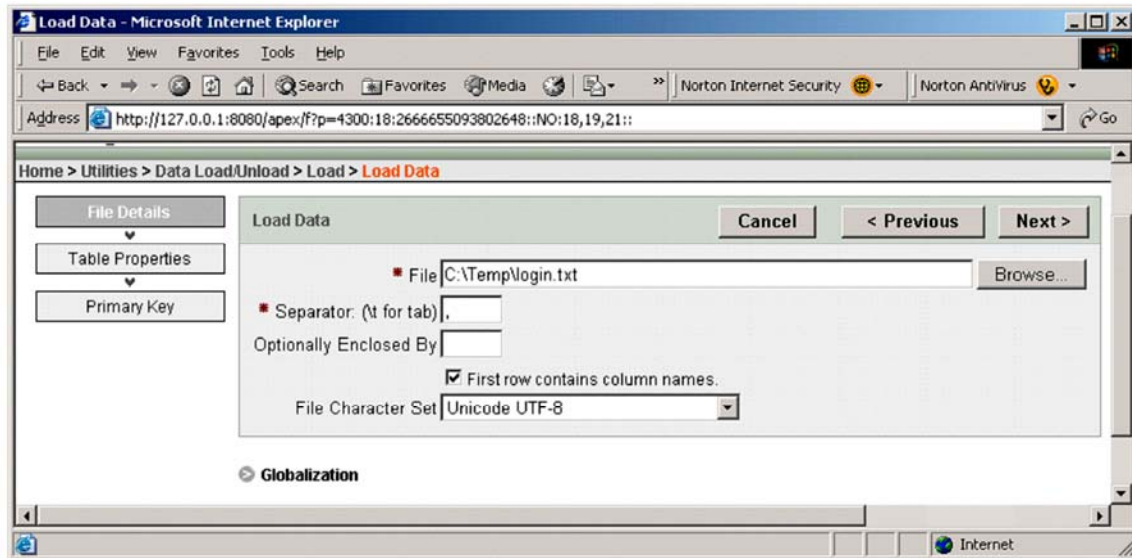 Load Data - Microsoft Internet Explorer
File Edit View Favorites Tools Help
Back Search Favorites Media » Norton Internet Security Norton AntiVirus
Address http://127.0.0.1:8080/apex/f?p=4300:18:2666655093802648::NO:18,19,21:: Go
Home > Utilities > Data Load/Unload > Load > Load Data
File Details
Table Properties
Primary Key
Load Data Cancel < Previous Next >
* File C:\Temp\login.txt Browse...
* Separator: (\t for tab) ,
Optionally Enclosed By
First row contains column names.
File Character Set Unicode UTF-8
Globalization
Internet